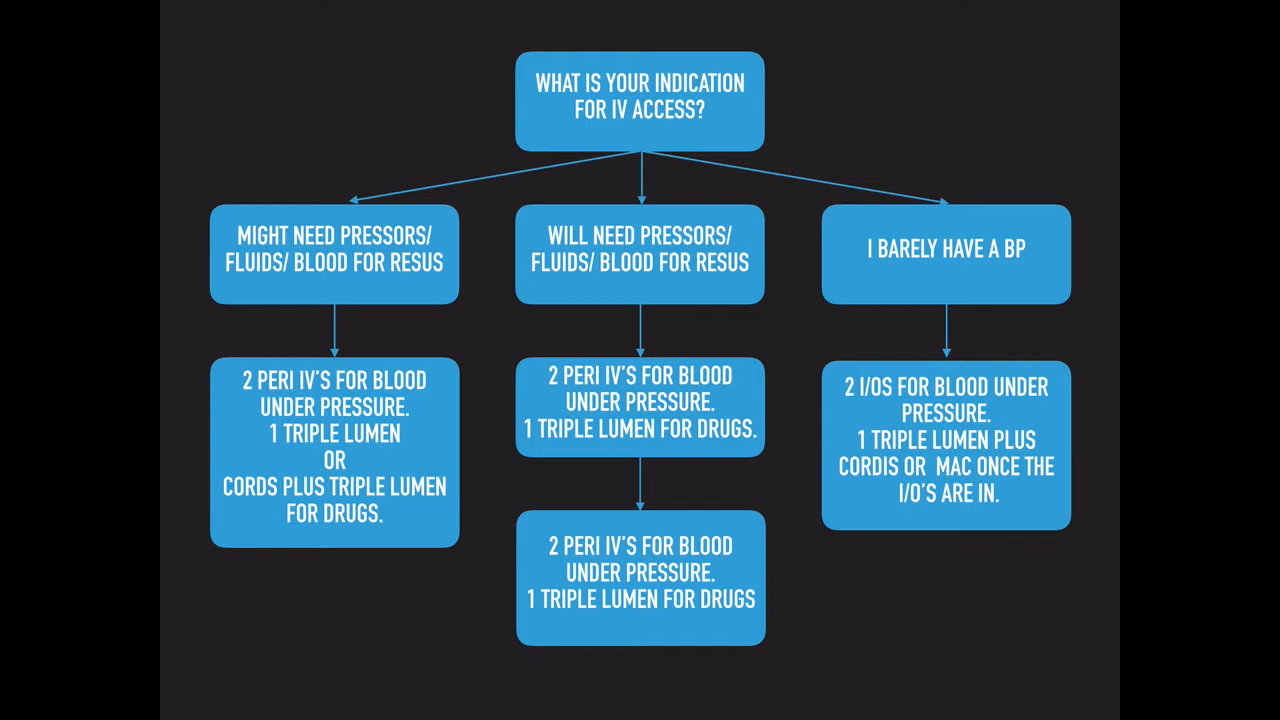 WHAT IS YOUR INDICATION
FOR IV ACCESS?
MIGHT NEED PRESSORS/
FLUIDS/ BLOOD FOR RESUS
WILL NEED PRESSORS/
FLUIDS/ BLOOD FOR RESUS
I BARELY HAVE A BP
2 PERI IV'S FOR BLOOD
UNDER PRESSURE.
1 TRIPLE LUMEN
OR
CORDS PLUS TRIPLE LUMEN
FOR DRUGS.
2 PERI IV'S FOR BLOOD
UNDER PRESSURE.
1 TRIPLE LUMEN FOR DRUGS.
2 I/OS FOR BLOOD UNDER
PRESSURE.
1 TRIPLE LUMEN PLUS
CORDIS OR  MAC ONCE THE
I/O'S ARE IN.
2 PERI IV'S FOR BLOOD
UNDER PRESSURE.
1 TRIPLE LUMEN FOR DRUGS